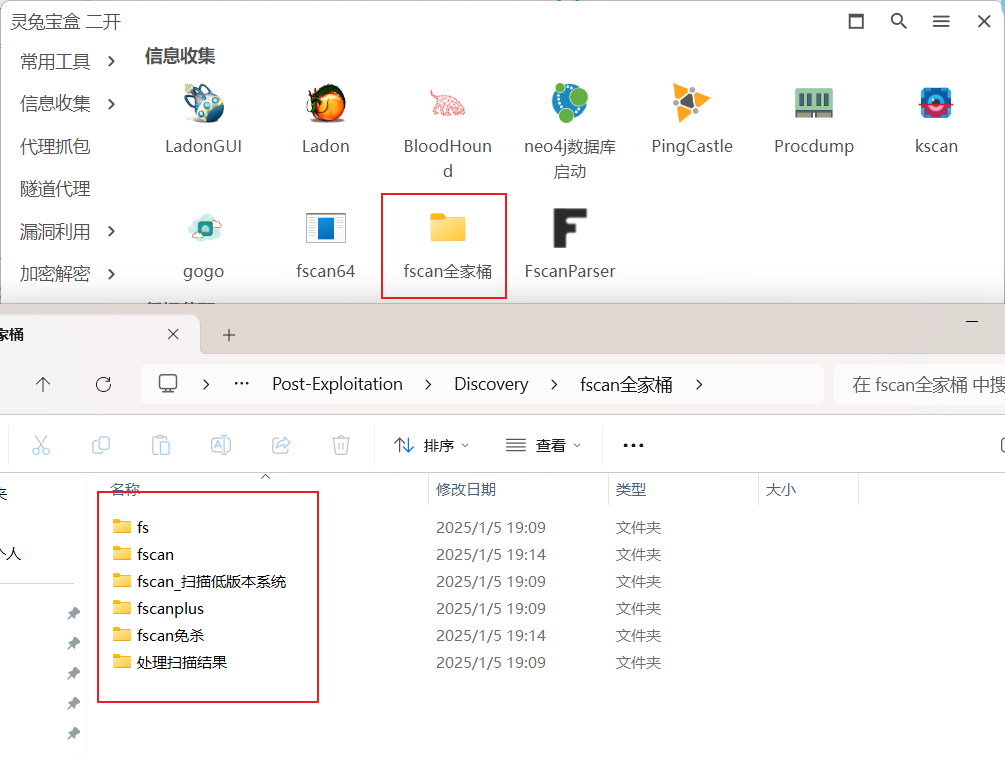 灵兔宝盒 二开
常用工具
信息收集
代理抓包
隧道代理
漏洞利用
加密解密
信息收集
LadonGUI
Ladon
BloodHoun
d
neo4j数据库
启动
PingCastle
Procdump
kscan
gogo
fscan64
fscan全家桶
FscanParser
家桶
Post-Exploitation
Discovery
fscan全家桶
在 fscan全家桶 中搜
排序
查看
名称
修改日期
类型
大小
fs
2025/1/5 19:09
文件夹
fscan
2025/1/5 19:14
文件夹
fscan_扫描低版本系统
2025/1/5 19:09
文件夹
fscanplus
2025/1/5 19:09
文件夹
fscan免杀
2025/1/5 19:14
文件夹
处理扫描结果
2025/1/5 19:09
文件夹
个人